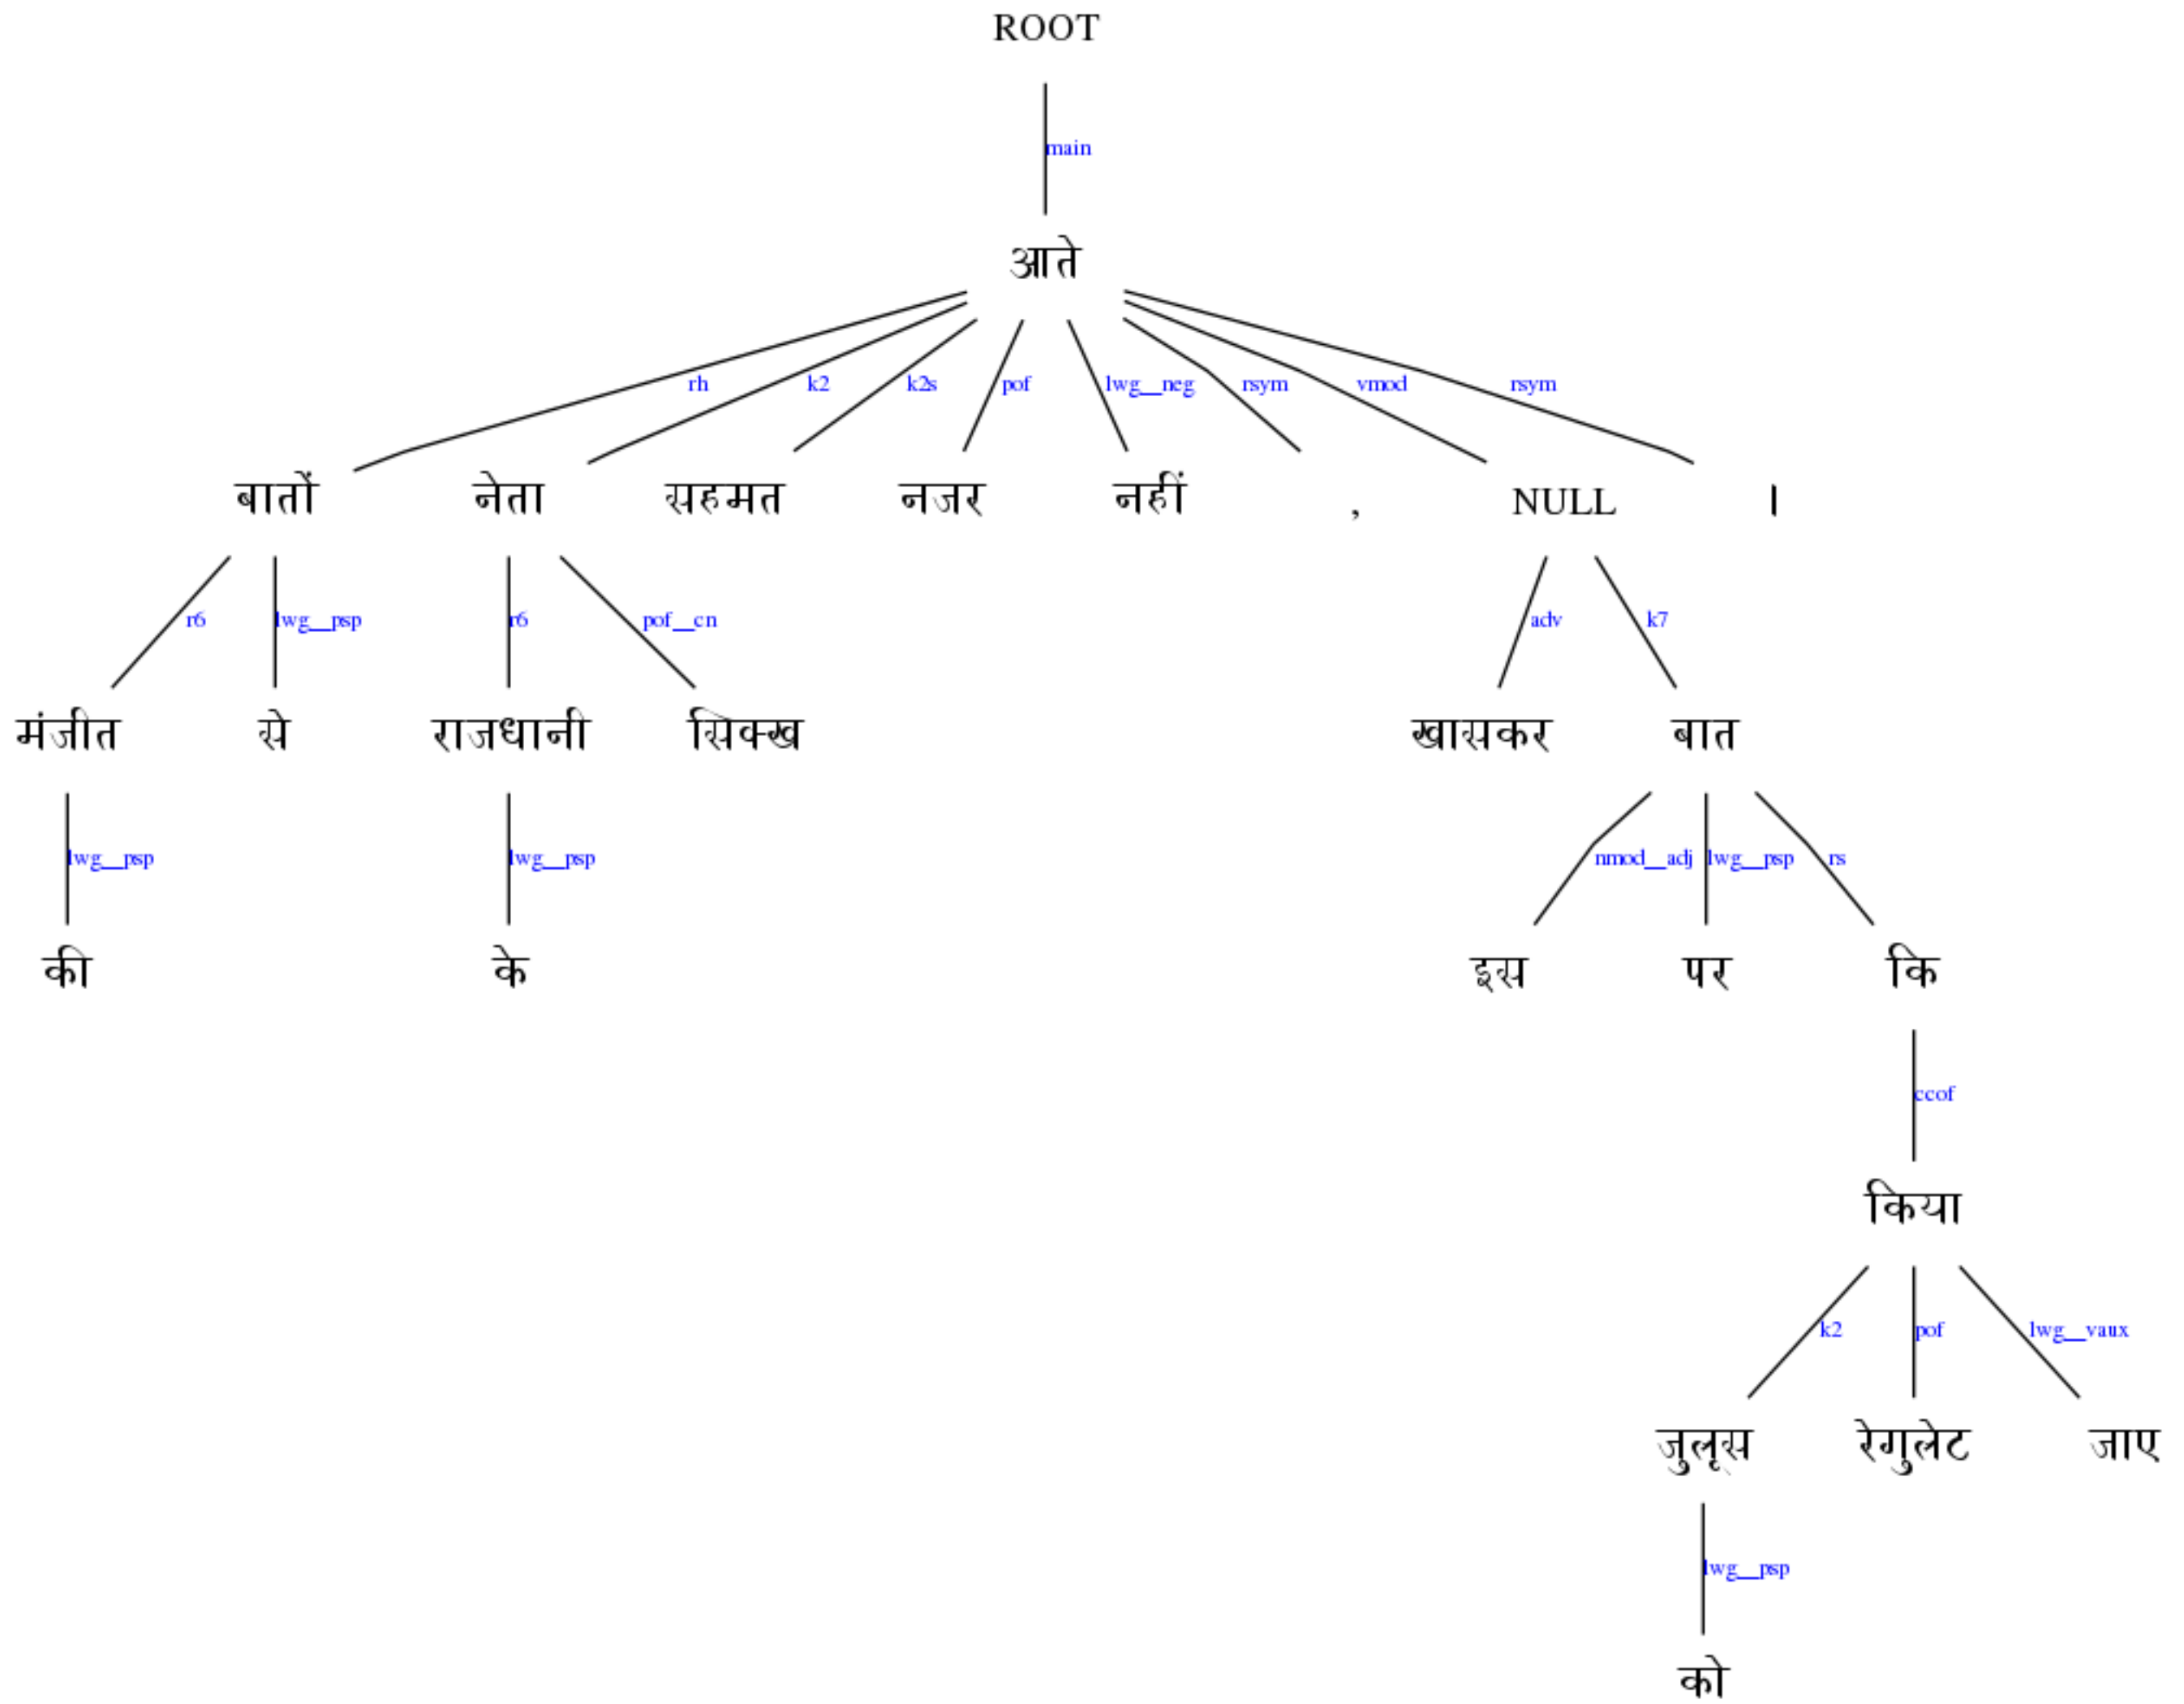 ROOT
main
आते
rh k2 k2s pof lwg__neg rsym vmod rsym
बातों नेता सहमत नजर नहीं , NULL ।
r6 lwg__psp r6 pof__cn adv k7
मंजीत से राजधानी सिक्ख खासकर बात
lwg__psp lwg__psp nmod__adj lwg__psp rs
की के इस पर कि
ccof
किया
k2 pof lwg__vaux
जुलूस रेगुलेट जाए
lwg__psp
को